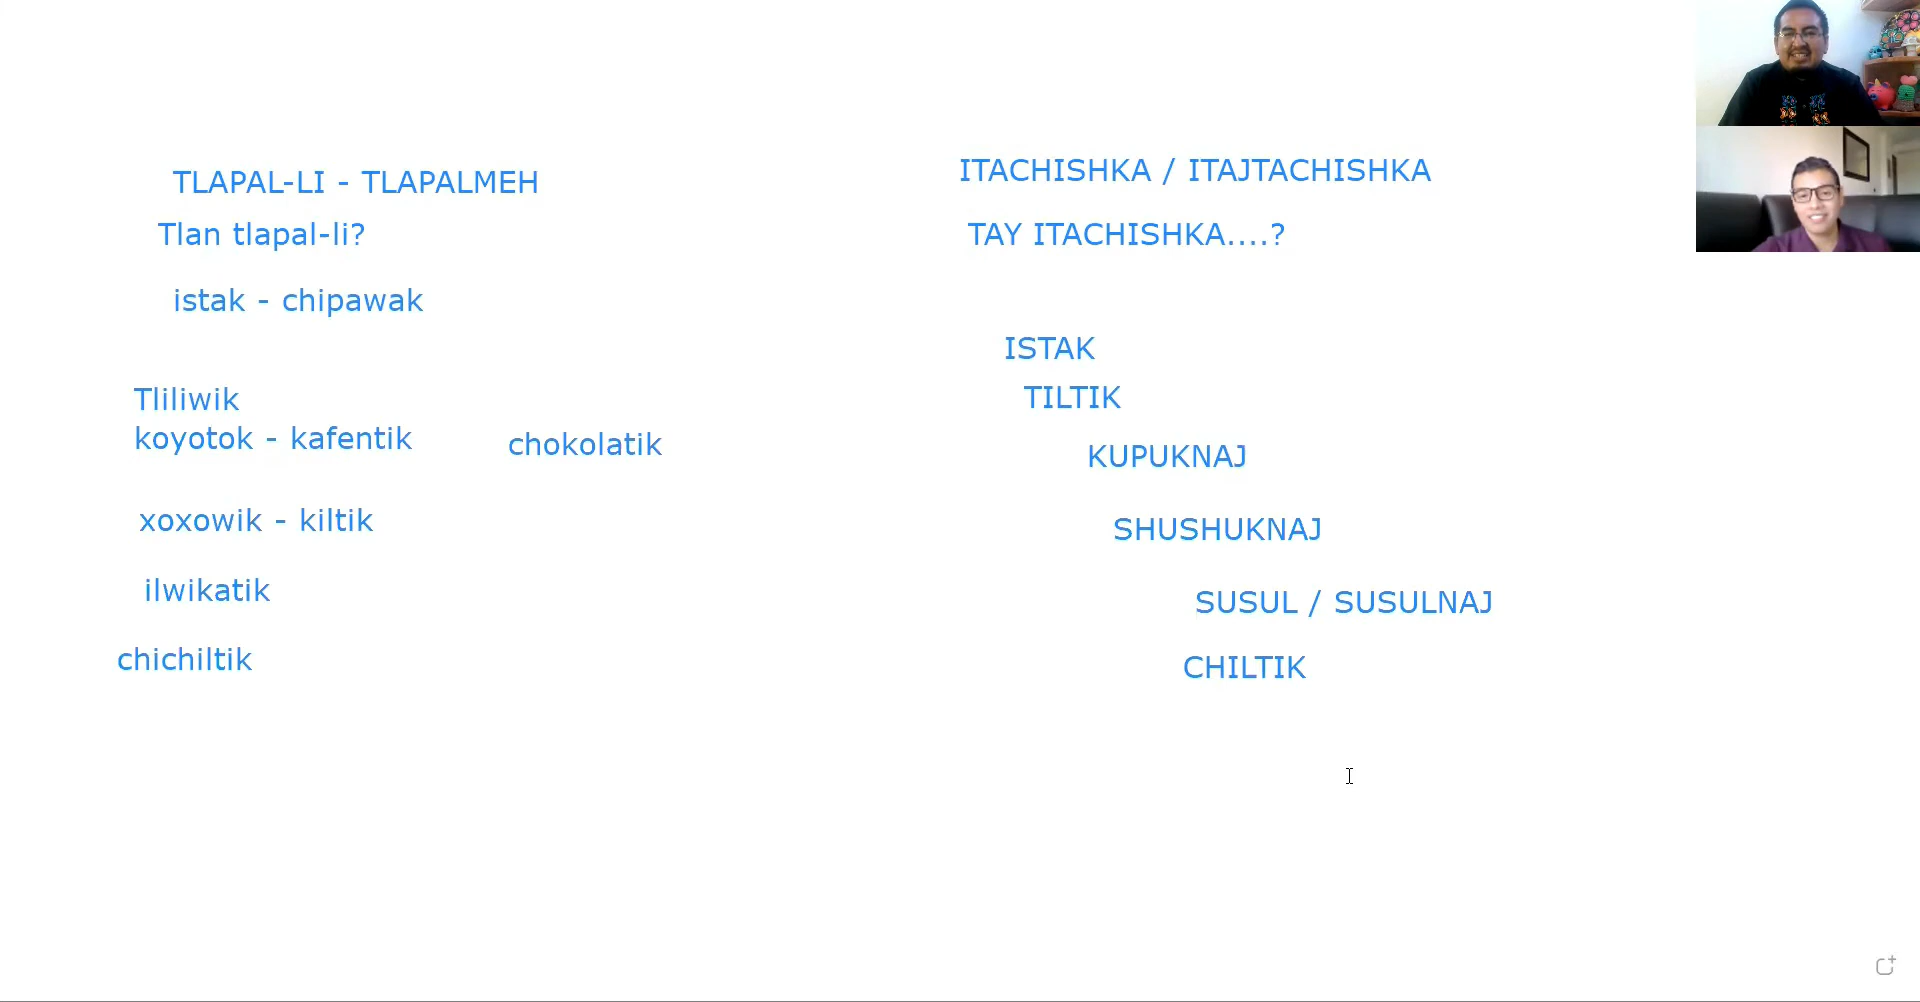 TLAPAL-LI - TLAPALMEH
Tlan tlapal-li?
istak - chipawak
Tliliwik
koyotok - kafentik
chokolatik
xoxowik - kiltik
ilwikatik
chichiltik
ITACHISHKA / ITAJTACHISHKA
TAY ITACHISHKA....?
ISTAK
TILTIK
KUPUKNAJ
SHUSHUKNAJ
SUSUL / SUSULNAJ
CHILTIK